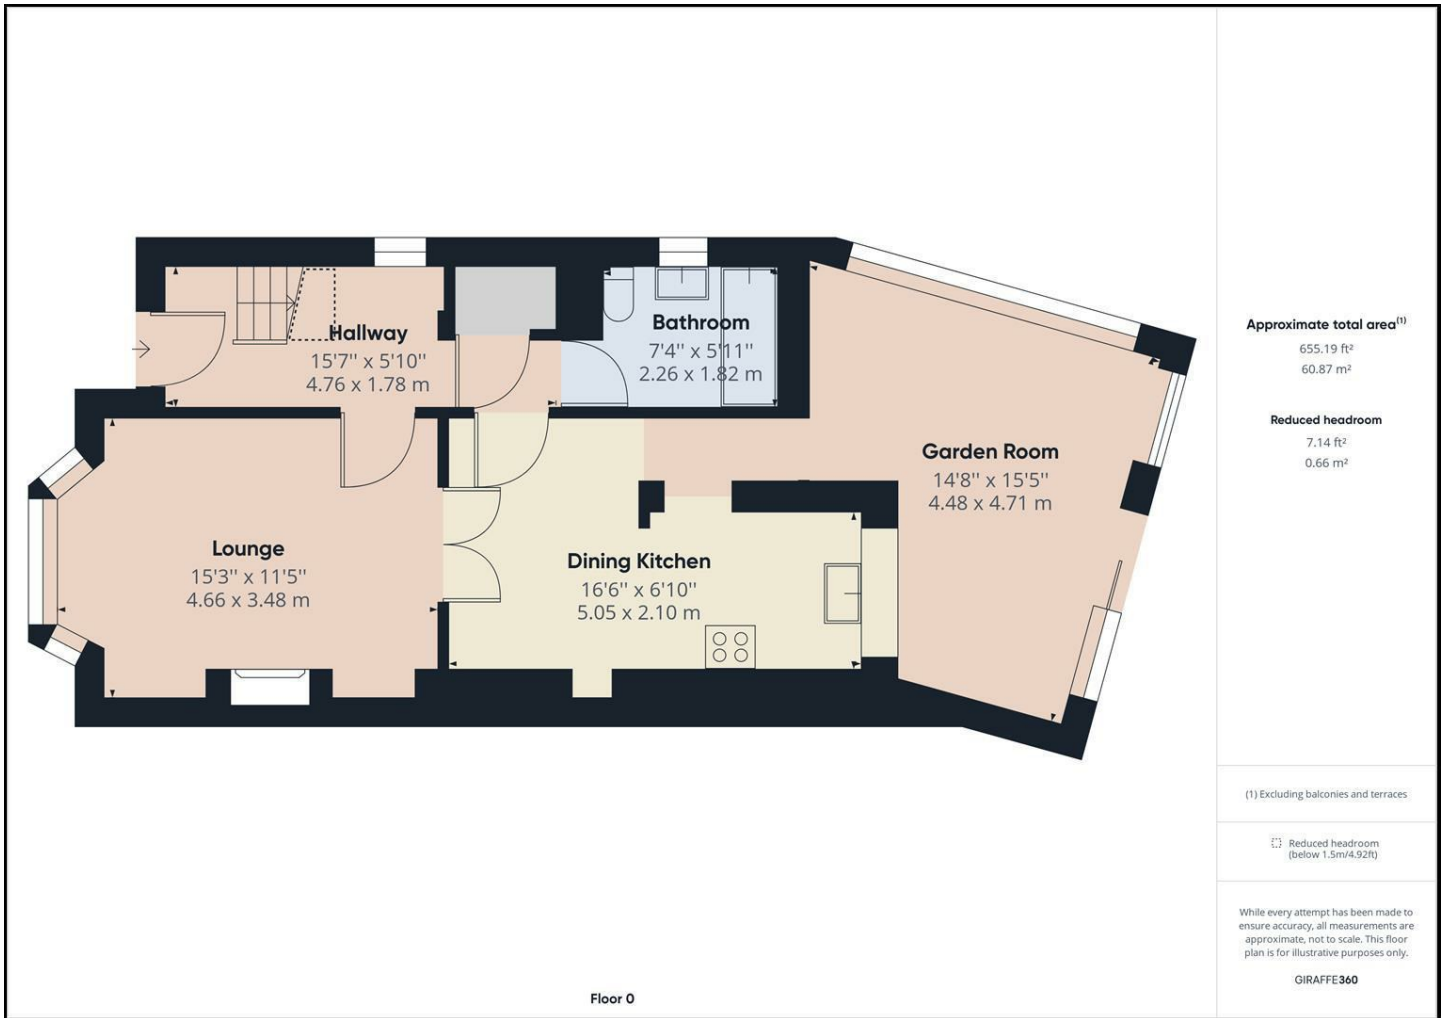 Hallway
15'7'' x 5'10''
4.76 x 1.78 m
Bathroom
7'4'' x 5'11''
2.26 x 1.82 m
Garden Room
14'8'' x 15'5''
4.48 x 4.71 m
Lounge
15'3'' x 11'5''
4.66 x 3.48 m
Dining Kitchen
16'6'' x 6'10''
5.05 x 2.10 m
Floor 0
Approximate total area(1)
655.19 ft²
60.87 m²
Reduced headroom
7.14 ft²
0.66 m²
(1) Excluding balconies and terraces
Reduced headroom
(below 1.5m/4.92ft)
While every attempt has been made to
ensure accuracy, all measurements are
approximate, not to scale. This floor
plan is for illustrative purposes only.
GIRAFFE360